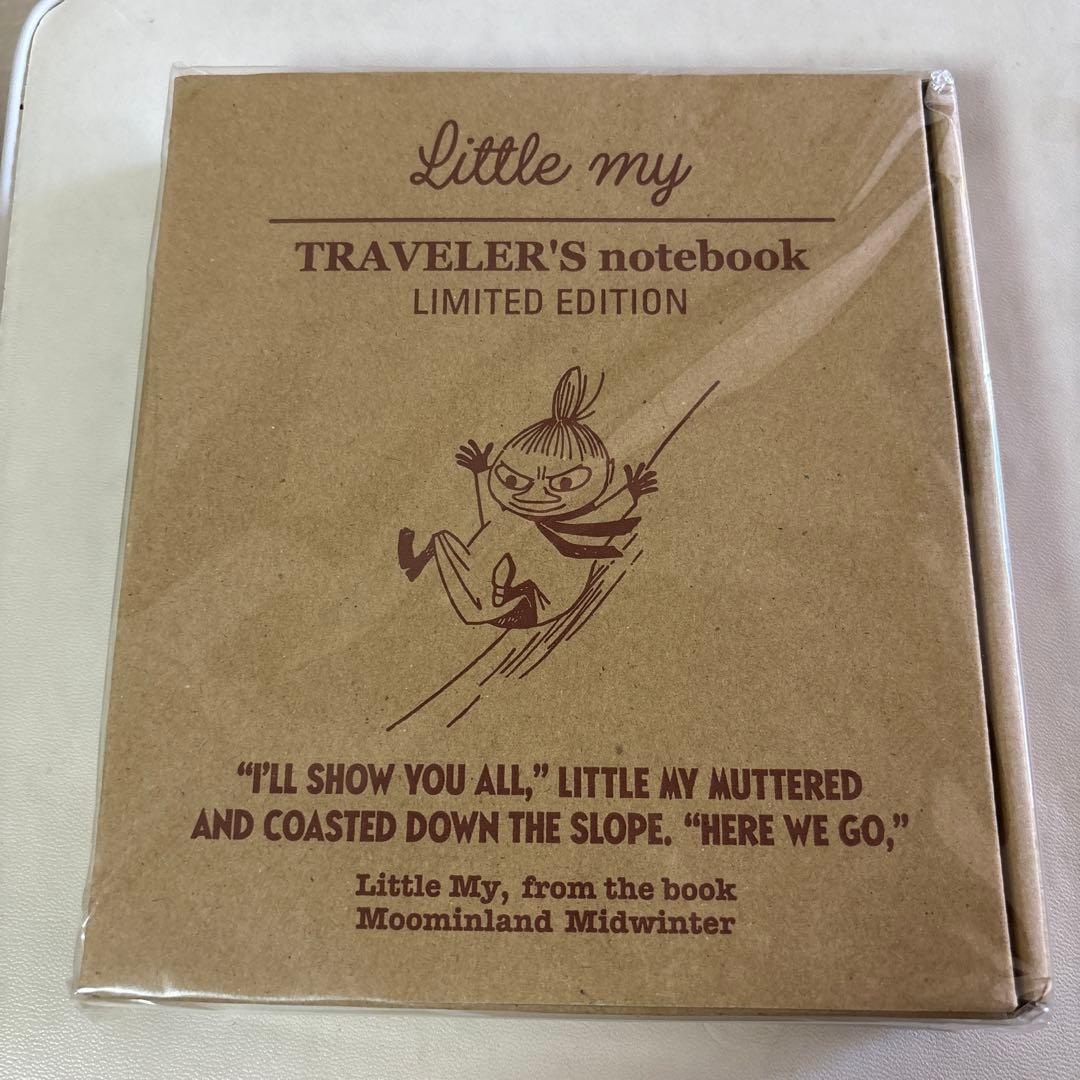 Little my
TRAVELER'S notebook
LIMITED EDITION
“I'LL SHOW YOU ALL,” LITTLE MY MUTTERED
AND COASTED DOWN THE SLOPE. “HERE WE GO,”
Little My, from the book
Moominland Midwinter